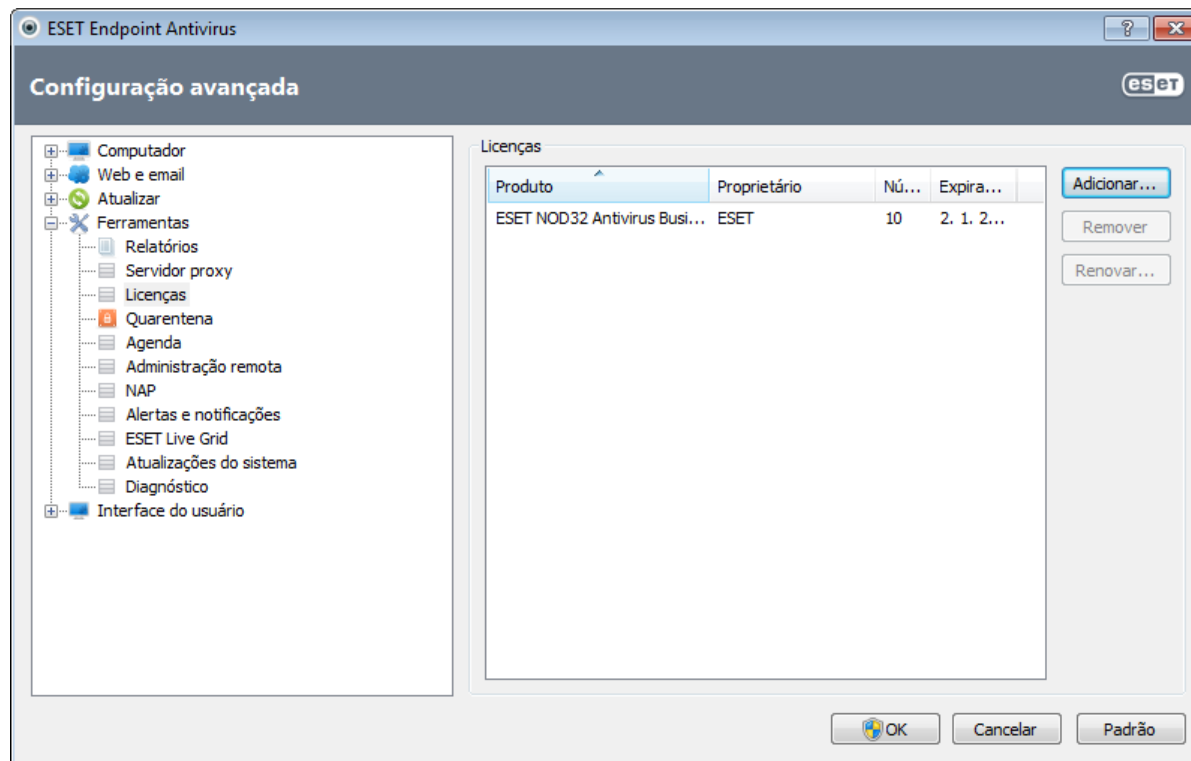 ESET Endpoint Antivirus
Configuração avançada
eseT
Computador
Web e email
Atualizar
Ferramentas
Relatórios
Servidor proxy
Licenças
Quarentena
Agenda
Administração remota
NAP
Alertas e notificações
ESET Live Grid
Atualizações do sistema
Diagnóstico
Interface do usuário
Licenças
Produto Proprietário Nú... Expira...
ESET NOD32 Antivirus Busi... ESET 10 2. 1. 2...
Adicionar...
Remover
Renovar...
OK Cancelar Padrão